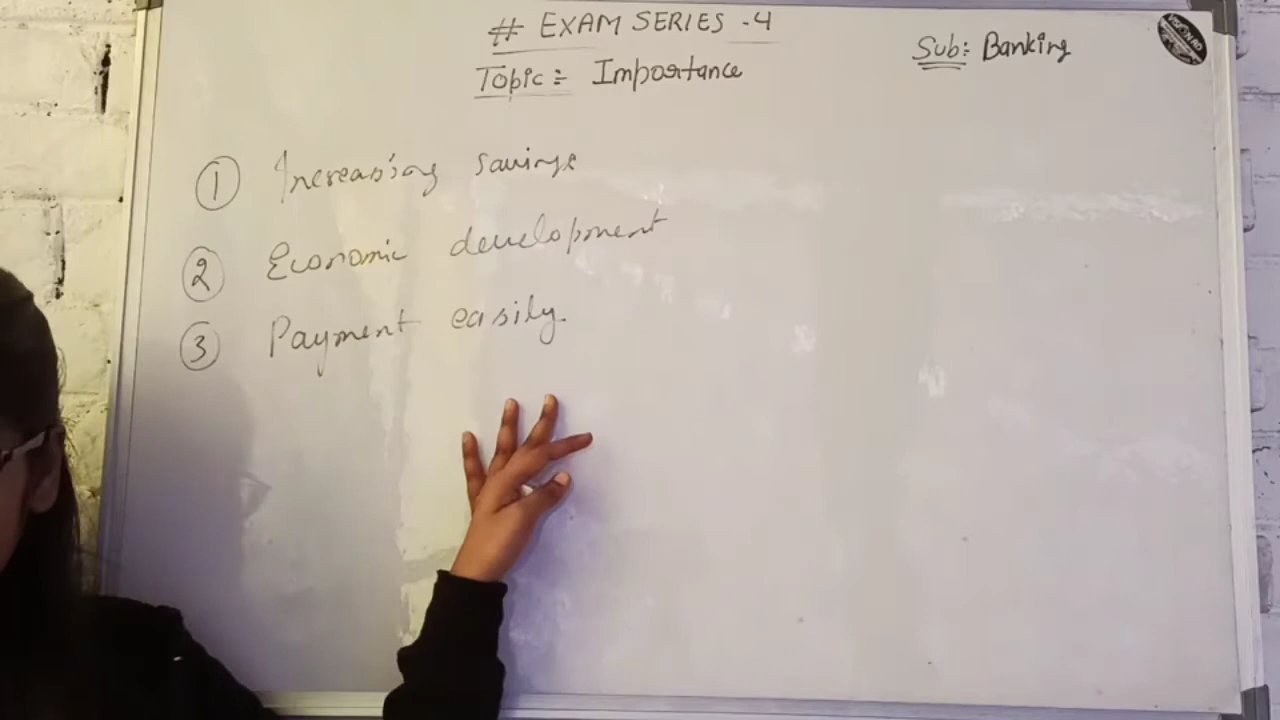 # EXAM SERIES -4
Sub:- Banking
Topic:- Importance
① Increasing savings
② Economic development
③ Payment easily.